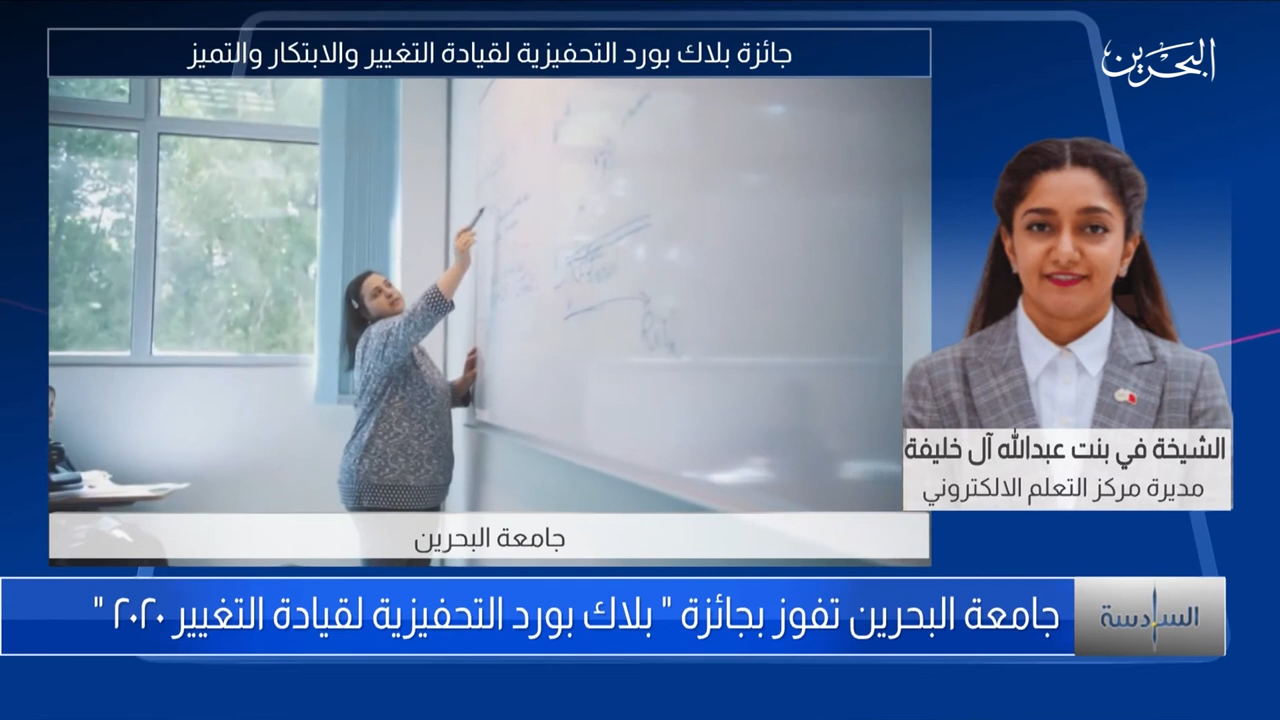 جائزة بلاك بورد التحفيزية لقيادة التغيير والابتكار والتميز
البحرين
الشيخة في بنت عبدالله آل خليفة
مديرة مركز التعلم الالكتروني
جامعة البحرين
السادسة
جامعة البحرين تفوز بجائزة " بلاك بورد التحفيزية لقيادة التغيير ٢٠٢٠ "